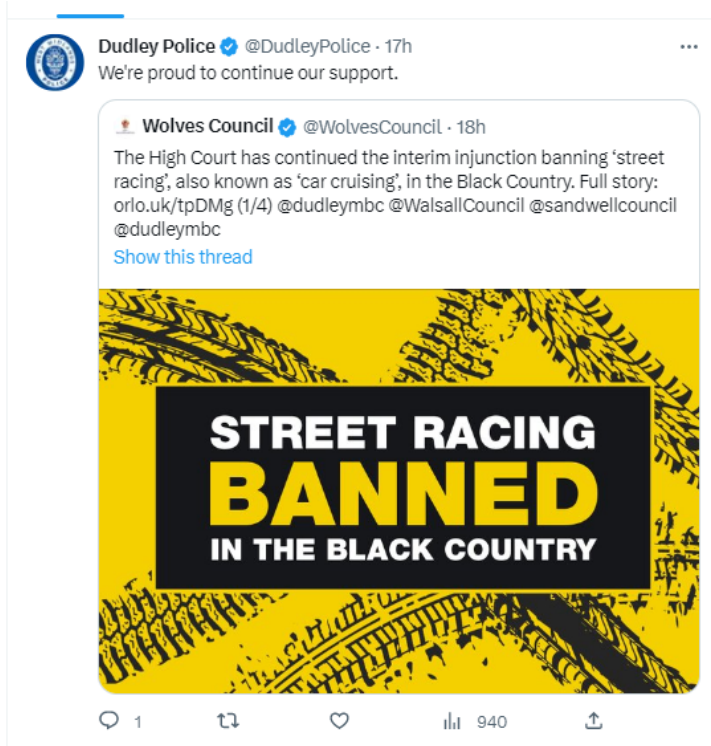 Dudley Police @DudleyPolice · 17h
We're proud to continue our support.
Wolves Council @WolvesCouncil · 18h
The High Court has continued the interim injunction banning ‘street
racing’, also known as ‘car cruising’, in the Black Country. Full story:
orlo.uk/tpDMg (1/4) @dudleymbc @WalsallCouncil @sandwellcouncil
@dudleymbc
Show this thread
STREET RACING
BANNED
IN THE BLACK COUNTRY
1
940